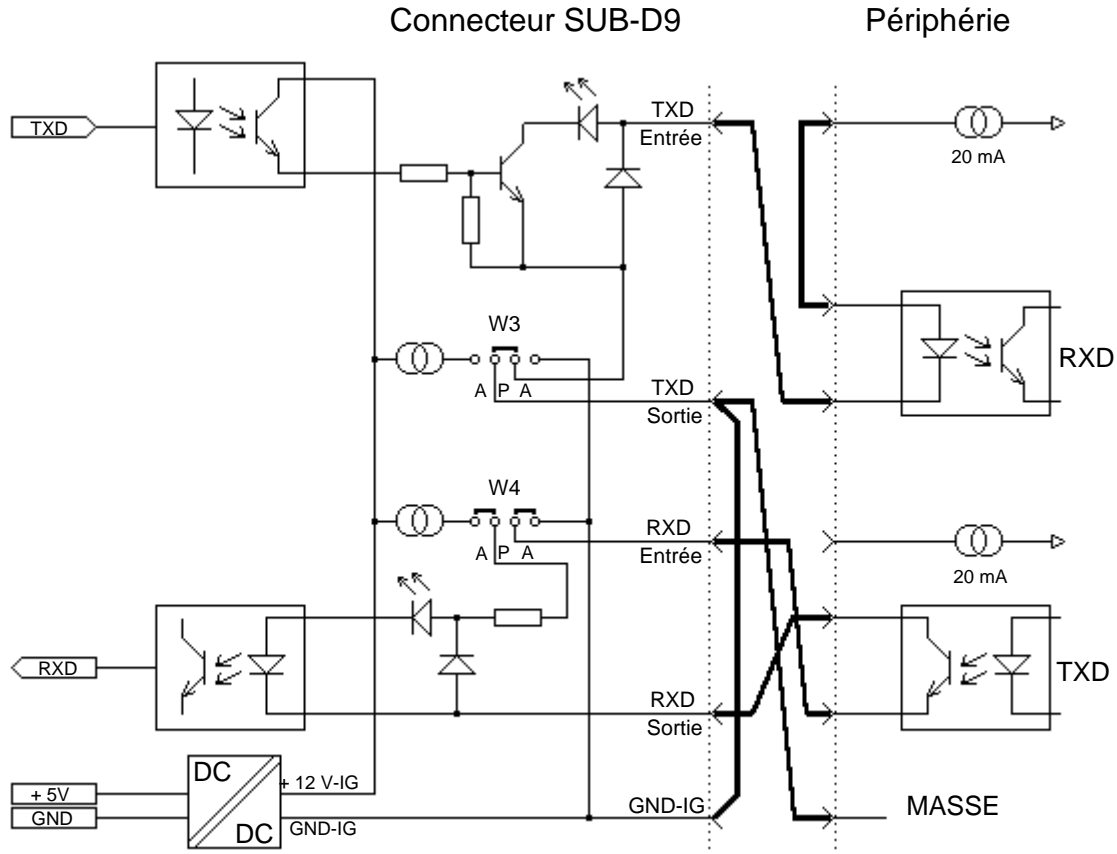 Connecteur SUB-D9
Périphérie
TXD
TXD
Entrée
20 mA
W3
A P A
RXD
TXD
Sortie
W4
A P A
RXD
Entrée
20 mA
RXD
TXD
RXD
Sortie
+ 5V
GND
DC
DC
+ 12 V-IG
GND-IG
GND-IG
MASSE